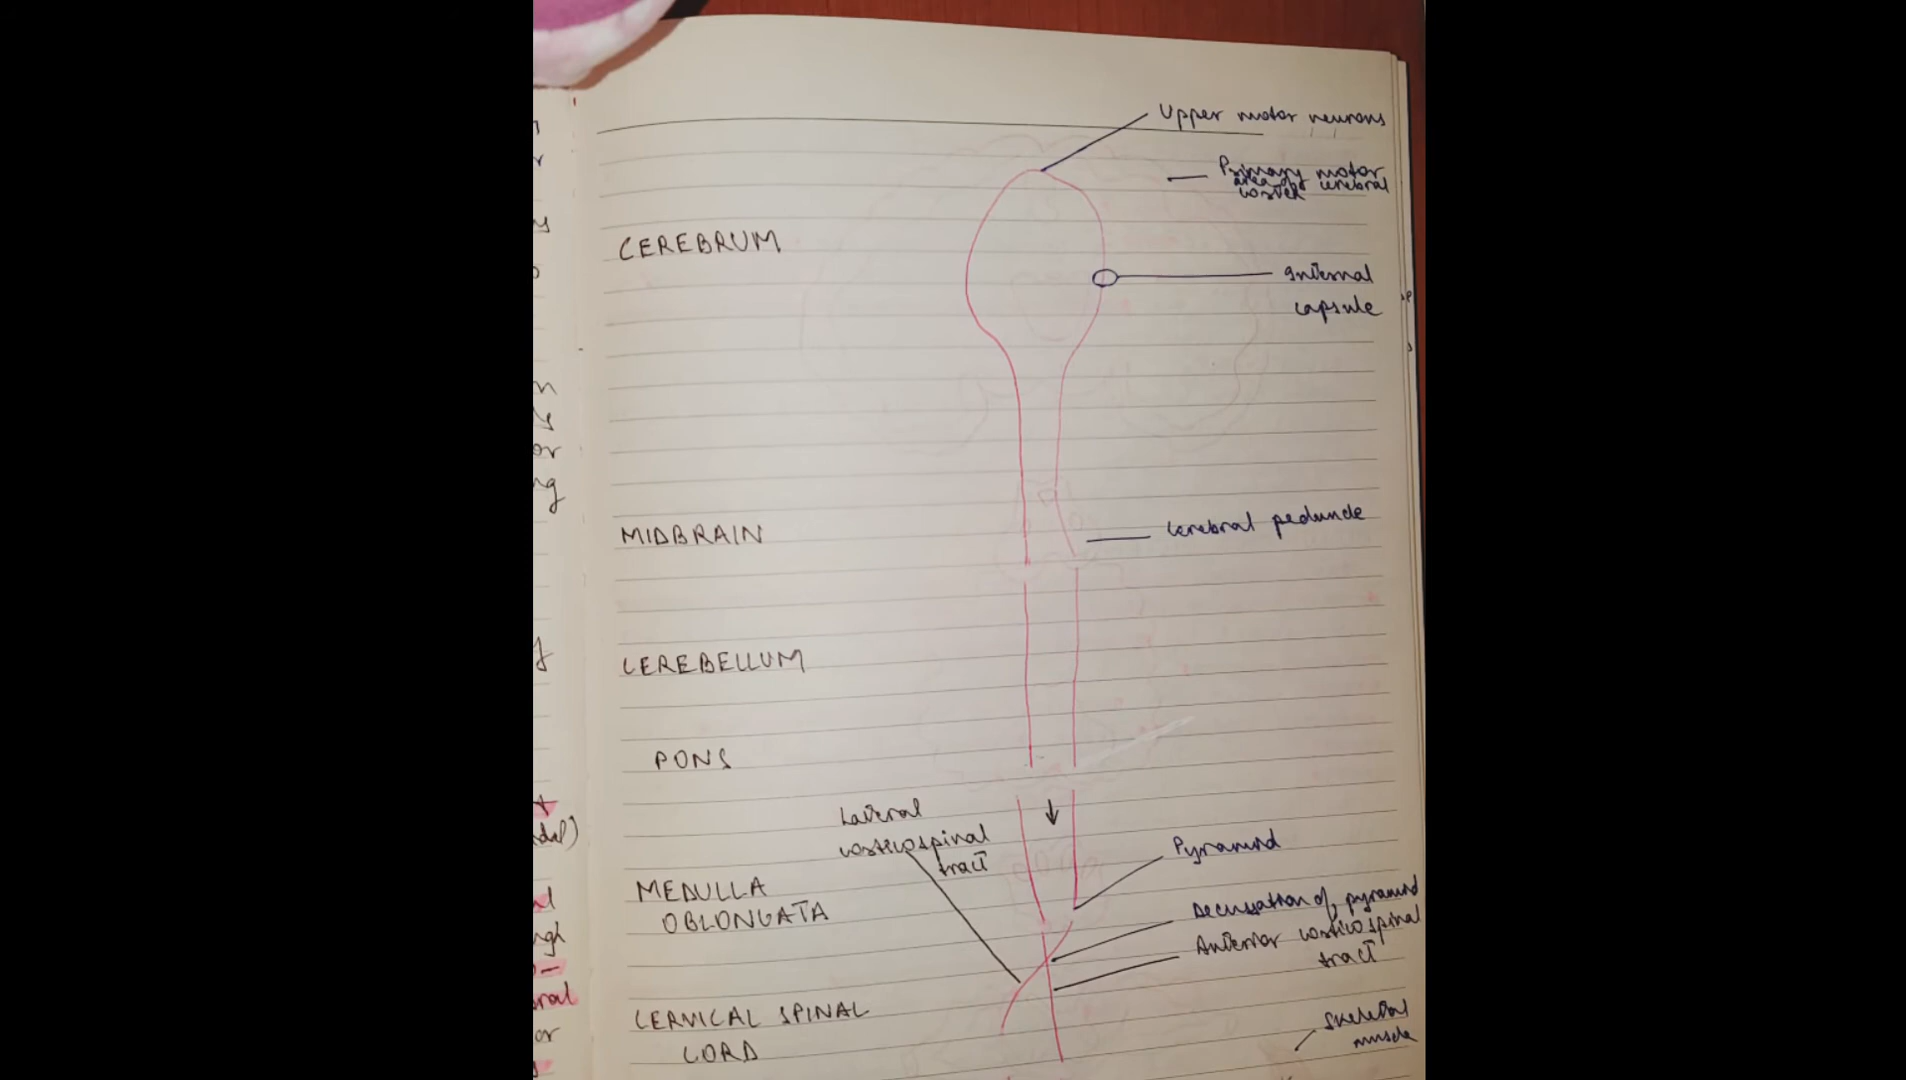 Upper motor neurons
Primary motor
area of cerebral
cortex
CEREBRUM
Internal
capsule
MIDBRAIN
Cerebral peduncle
CEREBELLUM
PONS
Lateral
corticospinal
tract
Pyramid
MEDULLA
OBLONGATA
Decussation of pyramid
Anterior corticospinal
tract
CERVICAL SPINAL
CORD
Skeletal
muscle